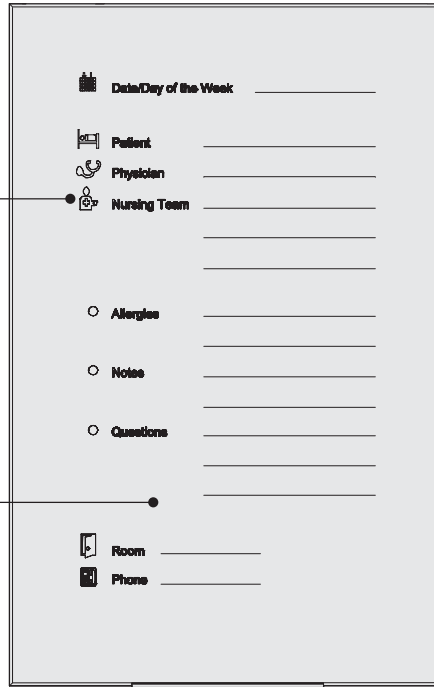 Date/Day of the Week
Patient
Physician
Nursing Team
Allergies
Notes
Questions
Room
Phone